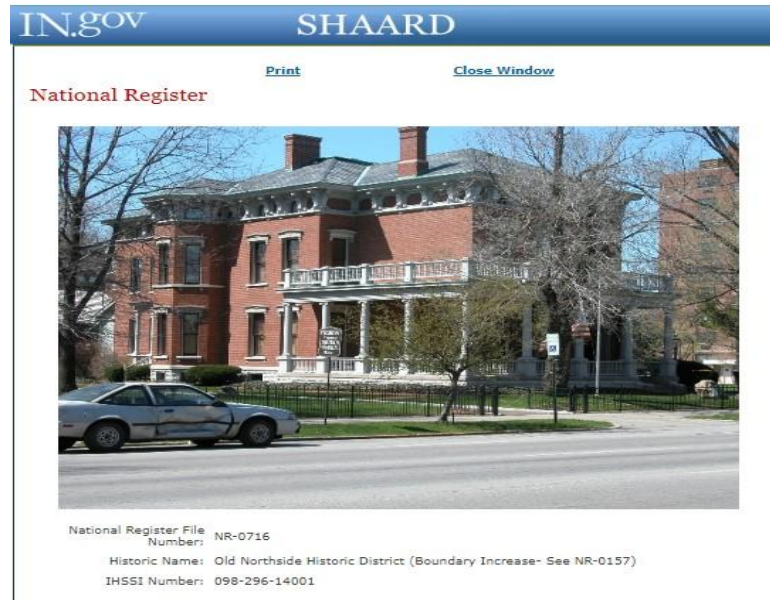 IN.gov SHAARD
Print Close Window
National Register
National Register File
Number: NR-0716
Historic Name: Old Northside Historic District (Boundary Increase- See NR-0157)
IHSSI Number: 098-296-14001